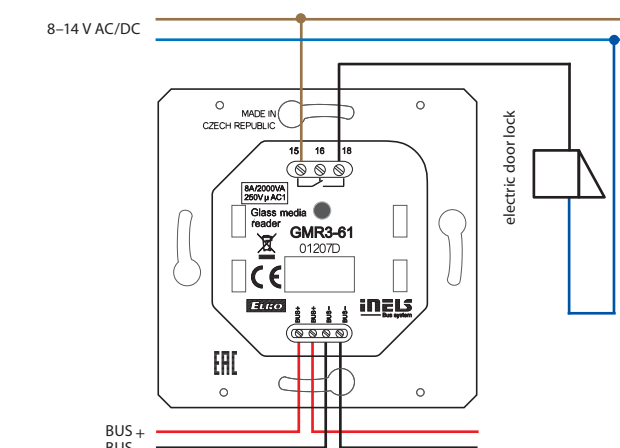 8–14 V AC/DC
MADE IN
CZECH REPUBLIC
15 16 18
8A/2000VA
250V μ AC1
Glass media
reader
GMR3-61
01207D
CE
ELKO
iNELS
Bus system
BUS+ BUS+ BUS– BUS–
EAC
electric door lock
BUS +
BUS